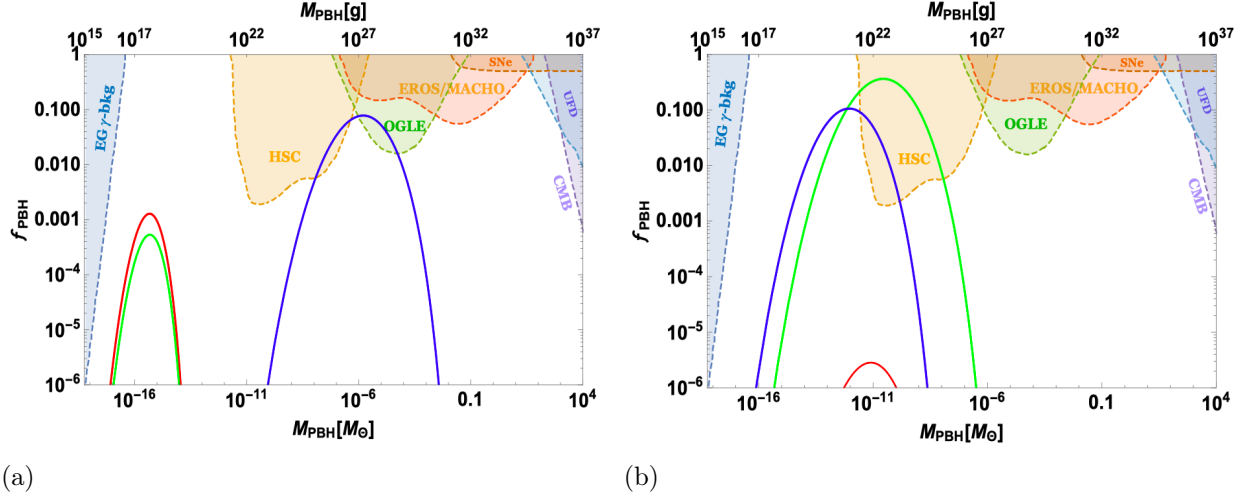 M_PBH[g]
10^15 10^17 10^22 10^27 10^32 10^37
1
0.100
0.010
0.001
10^-4
10^-5
10^-6
f_PBH
EG γ-bkg
HSC
OGLE
EROS/MACHO
SNe
UFD
CMB
10^-16 10^-11 10^-6 0.1 10^4
M_PBH[M_⊙]
(a)
M_PBH[g]
10^15 10^17 10^22 10^27 10^32 10^37
1
0.100
0.010
0.001
10^-4
10^-5
10^-6
f_PBH
EG γ-bkg
HSC
OGLE
EROS/MACHO
SNe
UFD
CMB
10^-16 10^-11 10^-6 0.1 10^4
M_PBH[M_⊙]
(b)